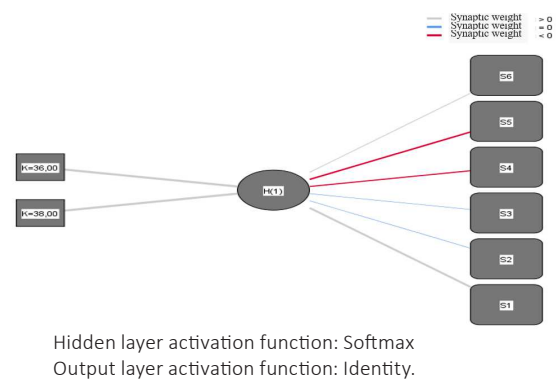 Synaptic weight > 0
Synaptic weight = 0
Synaptic weight < 0
S6
S5
K=36,00
S4
H(1)
K=38,00
S3
S2
S1
Hidden layer activation function: Softmax
Output layer activation function: Identity.